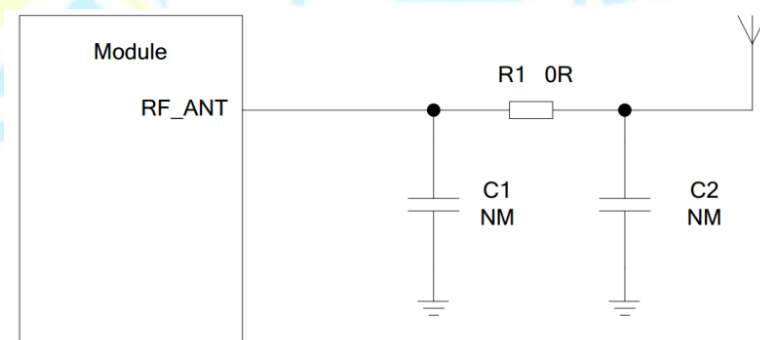 Module
RF_ANT
R1 0R
C1
NM
C2
NM